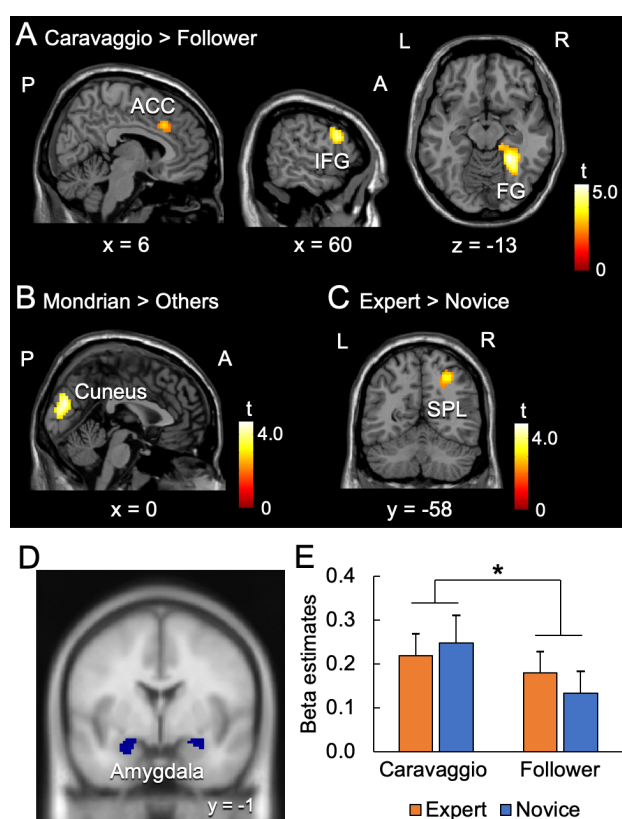 A Caravaggio > Follower
L R
P A
ACC
IFG
FG
t
5.0
0
x = 6 x = 60 z = -13
B Mondrian > Others
P A
Cuneus
t
4.0
0
x = 0
C Expert > Novice
L R
SPL
t
4.0
0
y = -58
D
Amygdala
y = -1
E
*
Beta estimates
0.4
0.3
0.2
0.1
0.0
Caravaggio Follower
Expert Novice